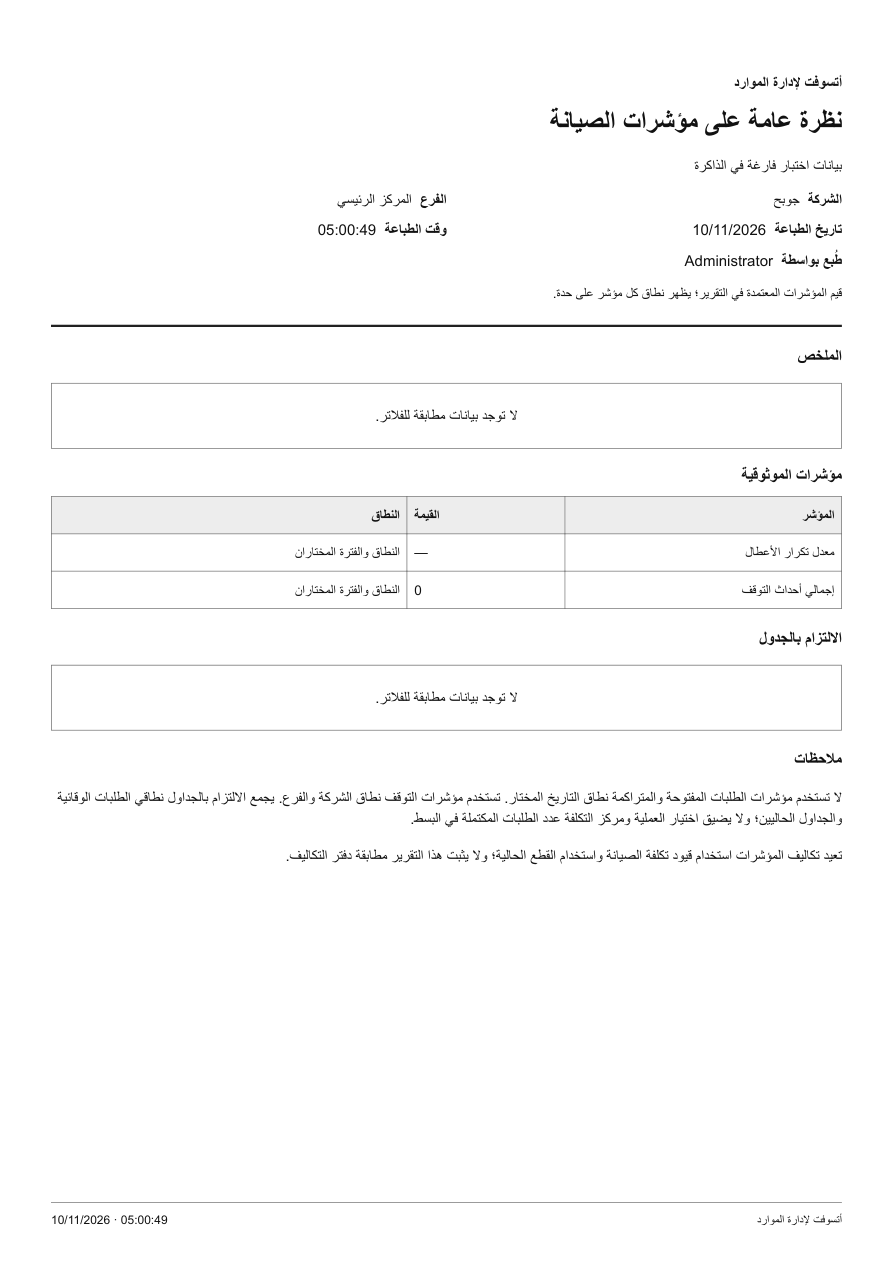 أتسوفت لإدارة الموارد
نظرة عامة على مؤشرات الصيانة
بيانات اختبار فارغة في الذاكرة
الشركة جوبح الفرع المركز الرئيسي
تاريخ الطباعة 10/11/2026 وقت الطباعة 05:00:49
طُبع بواسطة Administrator
قيم المؤشرات المعتمدة في التقرير؛ يظهر نطاق كل مؤشر على حدة.
الملخص
لا توجد بيانات مطابقة للفلاتر.
مؤشرات الموثوقية
المؤشر القيمة النطاق
معدل تكرار الأعطال — النطاق والفترة المختاران
إجمالي أحداث التوقف 0 النطاق والفترة المختاران
الالتزام بالجدول
لا توجد بيانات مطابقة للفلاتر.
ملاحظات
لا تستخدم مؤشرات الطلبات المفتوحة والمتراكمة نطاق التاريخ المختار. تستخدم مؤشرات التوقف نطاق الشركة والفرع. يجمع الالتزام بالجداول نطاقي الطلبات الوقائية
والجداول الحاليين؛ ولا يضيق اختيار العملية ومركز التكلفة عدد الطلبات المكتملة في البسط.
تعيد تكاليف المؤشرات استخدام قيود تكلفة الصيانة واستخدام القطع الحالية؛ ولا يثبت هذا التقرير مطابقة دفتر التكاليف.
أتسوفت لإدارة الموارد 10/11/2026 · 05:00:49